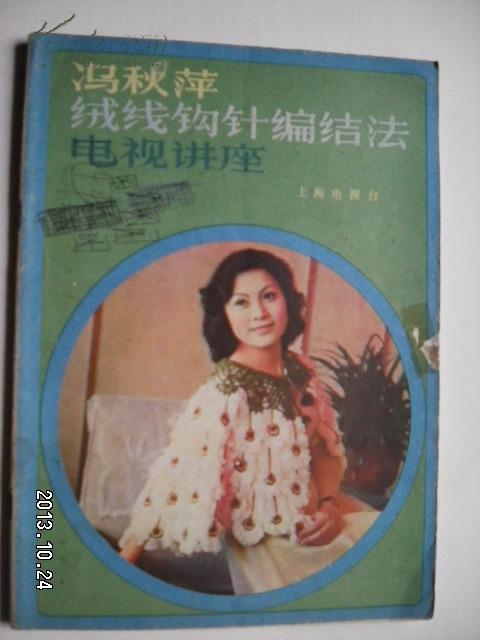 冯秋萍
绒线钩针编结法
电视讲座
上海电视台
2013.10.24